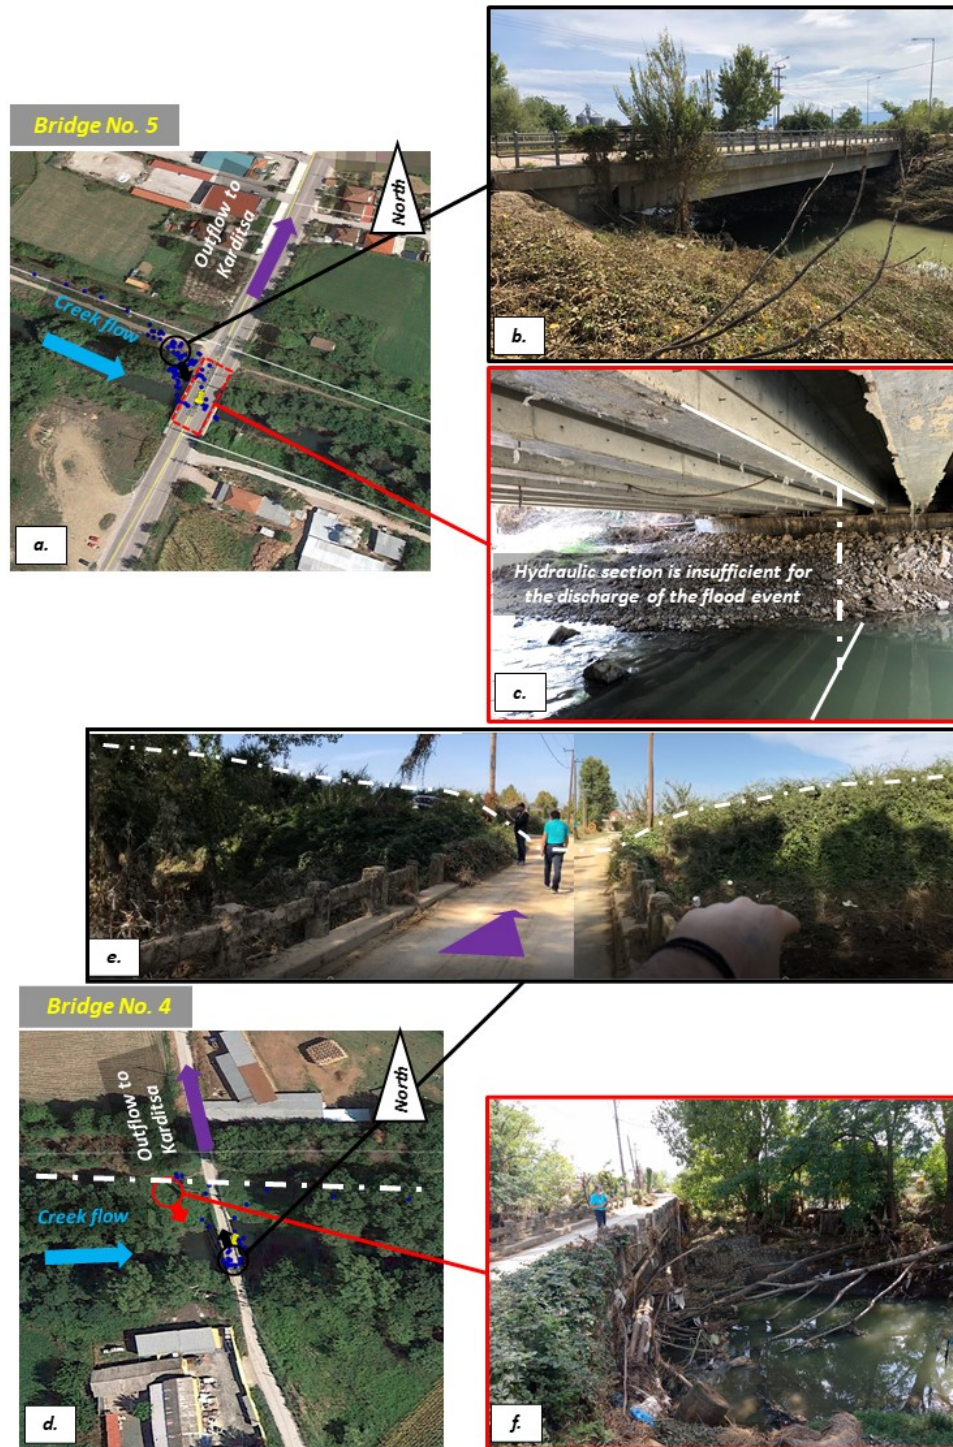 Bridge No. 5
North
Outflow to
Karditsa
Creek flow
a.
b.
Hydraulic section is insufficient for
the discharge of the flood event
c.
e.
Bridge No. 4
North
Outflow to
Karditsa
Creek flow
d.
f.